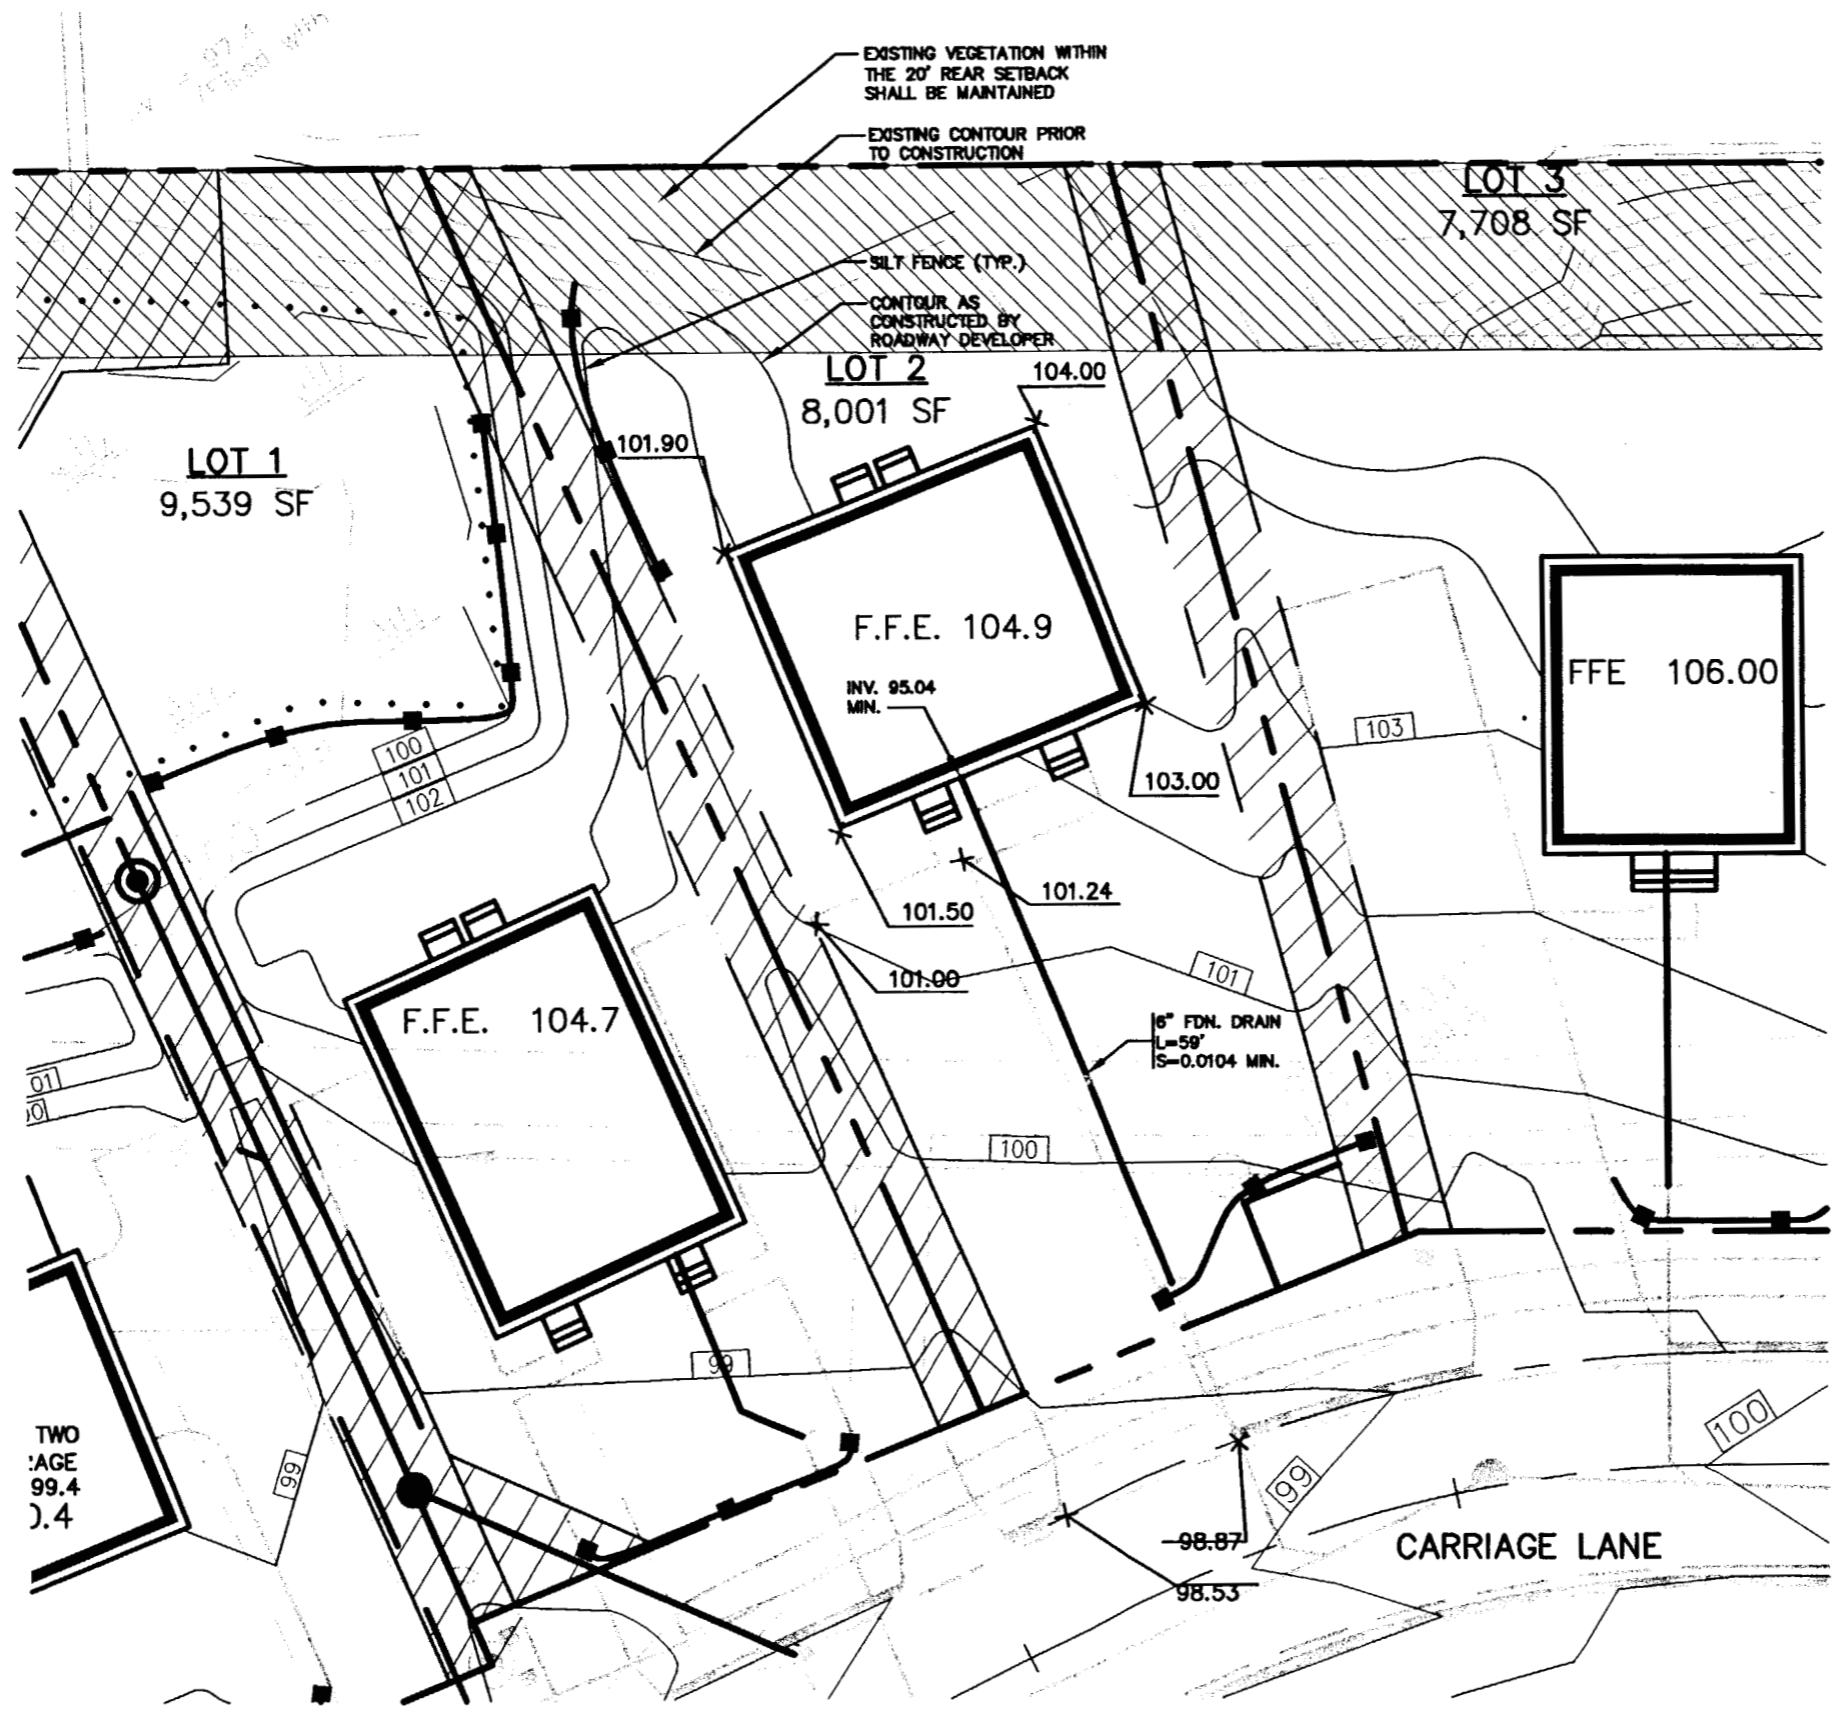 EXISTING VEGETATION WITHIN
THE 20' REAR SETBACK
SHALL BE MAINTAINED
EXISTING CONTOUR PRIOR
TO CONSTRUCTION
LOT 3
7,708 SF
SILT FENCE (TYP.)
CONTOUR AS
CONSTRUCTED BY
ROADWAY DEVELOPER
LOT 2
8,001 SF
104.00
101.90
LOT 1
9,539 SF
F.F.E. 104.9
INV. 95.04
MIN.
FFE 106.00
103
103.00
100
101
102
101.24
101.50
101.00
101
F.F.E. 104.7
6" FDN. DRAIN
L=59'
S=0.0104 MIN.
01
100
99
99
100
99
TWO
99.4
98.87
98.53
CARRIAGE LANE